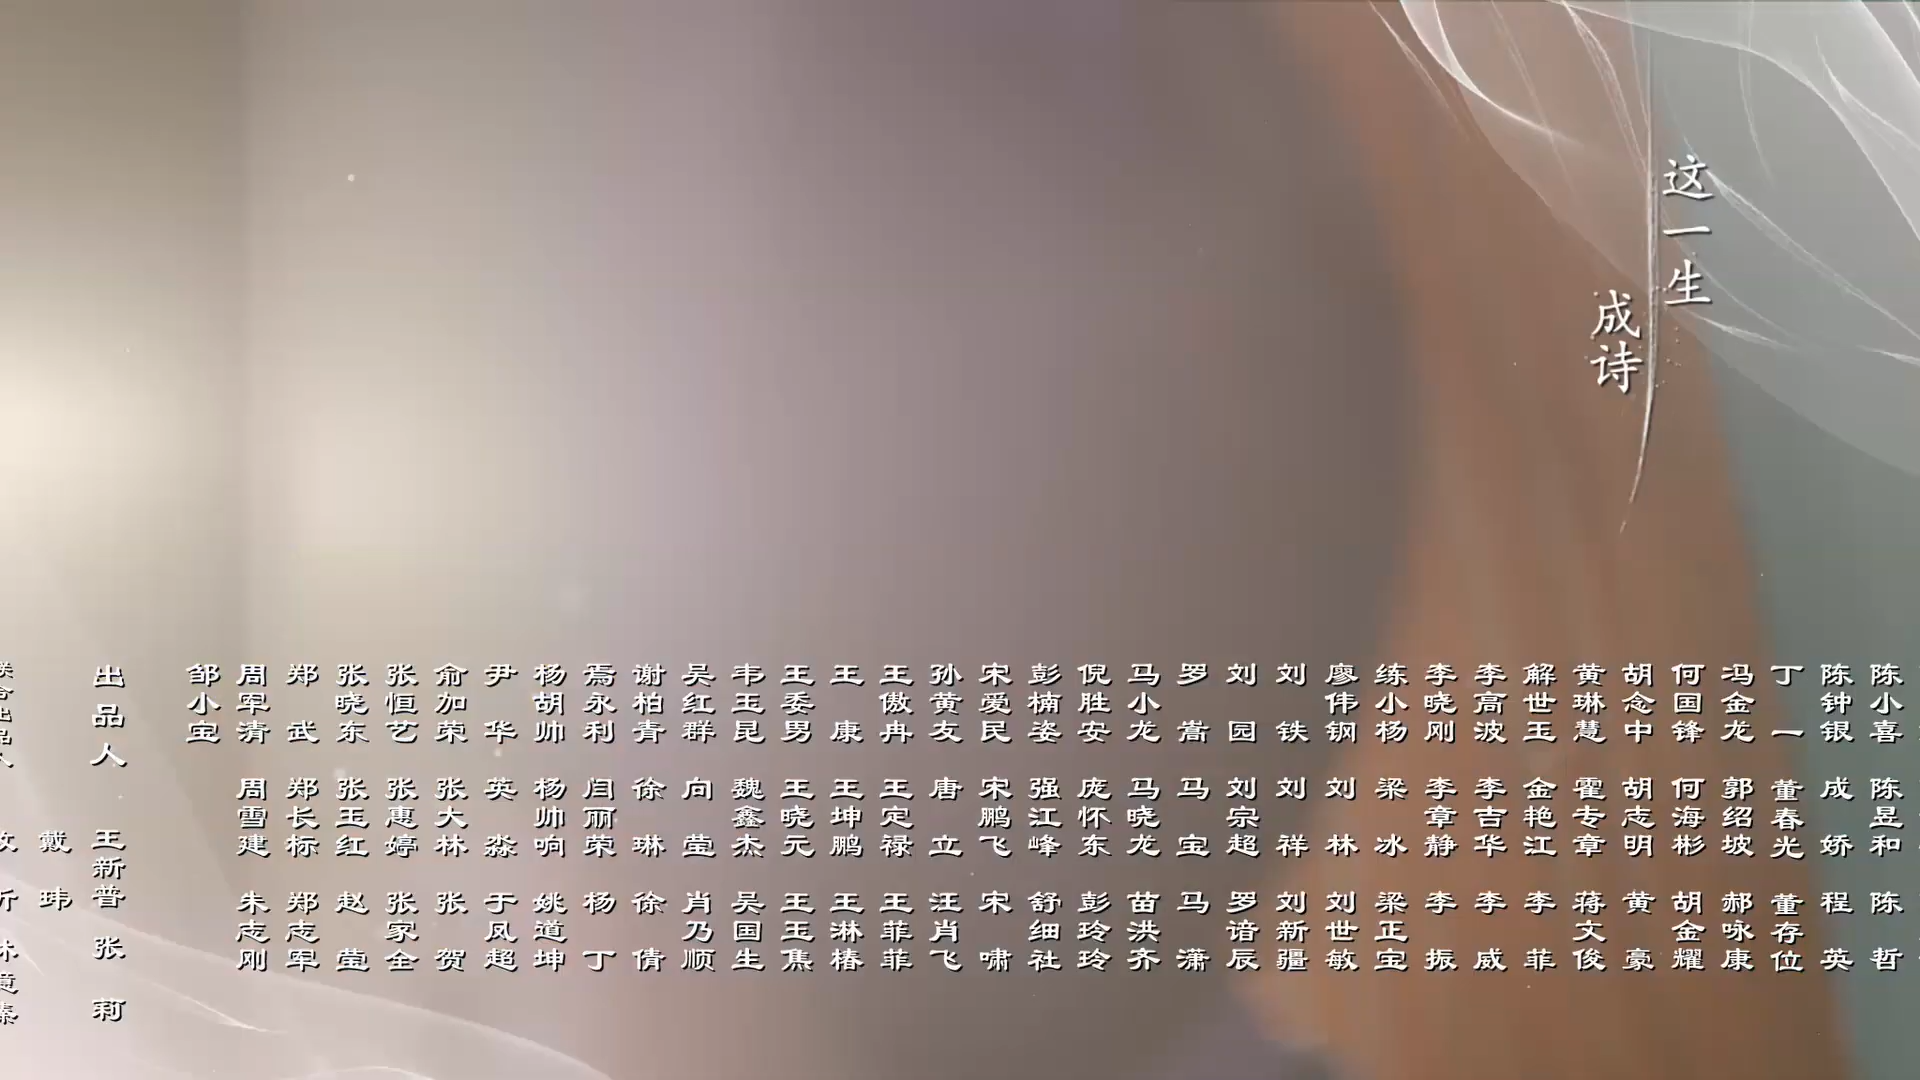 这一生
成诗
陈小喜 陈昱和 陈哲
陈钟银 成娇 程英
丁一 董春光 董存位
冯金龙 郭绍坡 郝咏康
何国锋 何海彬 胡金耀
胡念中 胡志明 黄豪
黄琳慧 霍专章 蒋文俊
解世玉 金艳江 李菲
李高波 李吉华 李威
李晓刚 李章静 李振
练小杨 梁冰 梁正宝
廖伟钢 刘林 刘世敏
刘铁 刘祥 刘新疆
刘园 刘宗超 罗谙辰
罗嵩 马宝 马潇
马小龙 马晓龙 苗洪齐
倪胜安 庞怀东 彭玲玲
彭楠姿 强江峰 舒细社
宋爱民 宋鹏飞 宋啸
孙黄友 唐立 汪肖飞
王傲冉 王定禄 王菲菲
王康 王坤鹏 王淋椿
王委男 王晓元 王玉焦
韦玉昆 魏鑫杰 吴国生
吴红群 向莹 肖乃顺
谢柏青 徐琳 徐倩
焉永利 闫丽荣 杨丁
杨胡帅 杨帅响 姚道坤
尹华 英淼 于凤超
俞加荣 张大林 张贺
张恒艺 张惠婷 张家全
张晓东 张玉红 赵莹
郑武 郑长标 郑志军
周军清 周雪建 朱志刚
邹小宝
出品人 王新普 张莉
戴玮